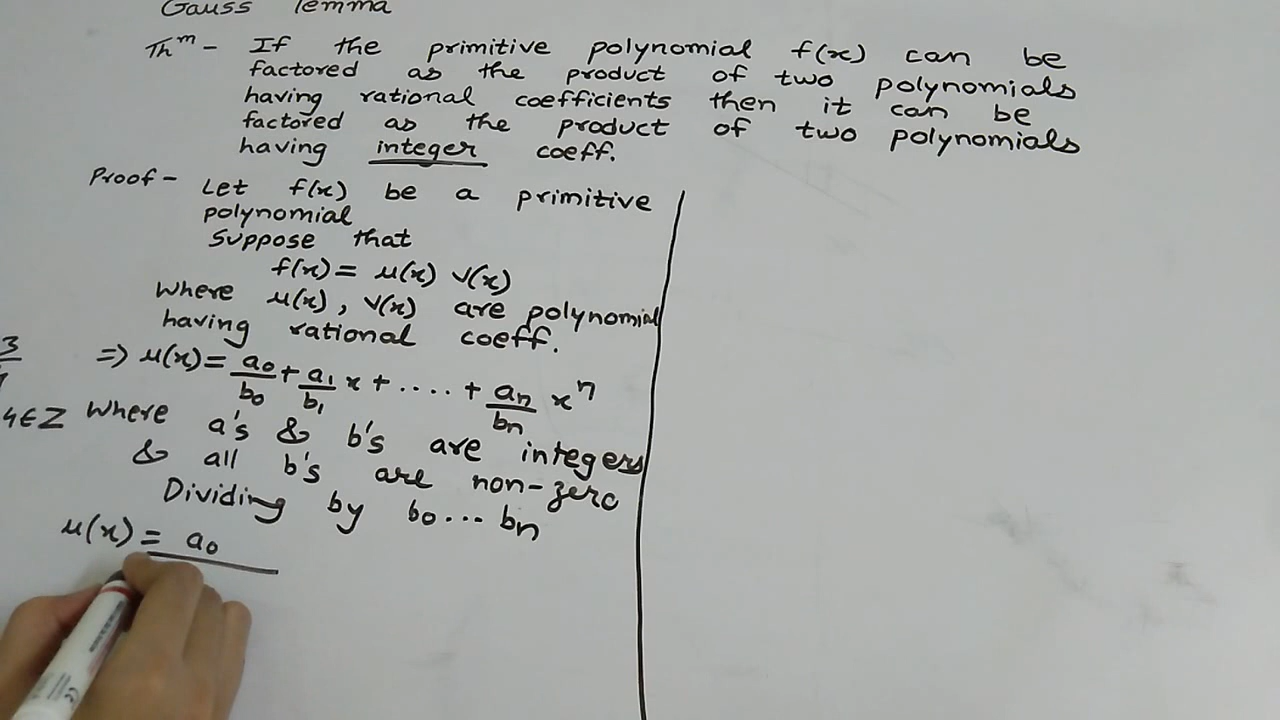 Gauss lemma
Thᵐ - If the primitive polynomial f(x) can be
factored as the product of two polynomials
having rational coefficients then it can be
factored as the product of two polynomials
having integer coeff.
Proof - Let f(x) be a primitive
polynomial
Suppose that
f(x) = u(x) v(x)
Where u(x), v(x) are polynomial
having rational coeff.
3
⇒ u(x) = a₀/b₀ + a₁/b₁ x + .... + aₙ/bₙ xⁿ
4∈Z Where a's & b's are integers
& all b's are non-zero
Dividing by b₀... bₙ
u(x) = a₀